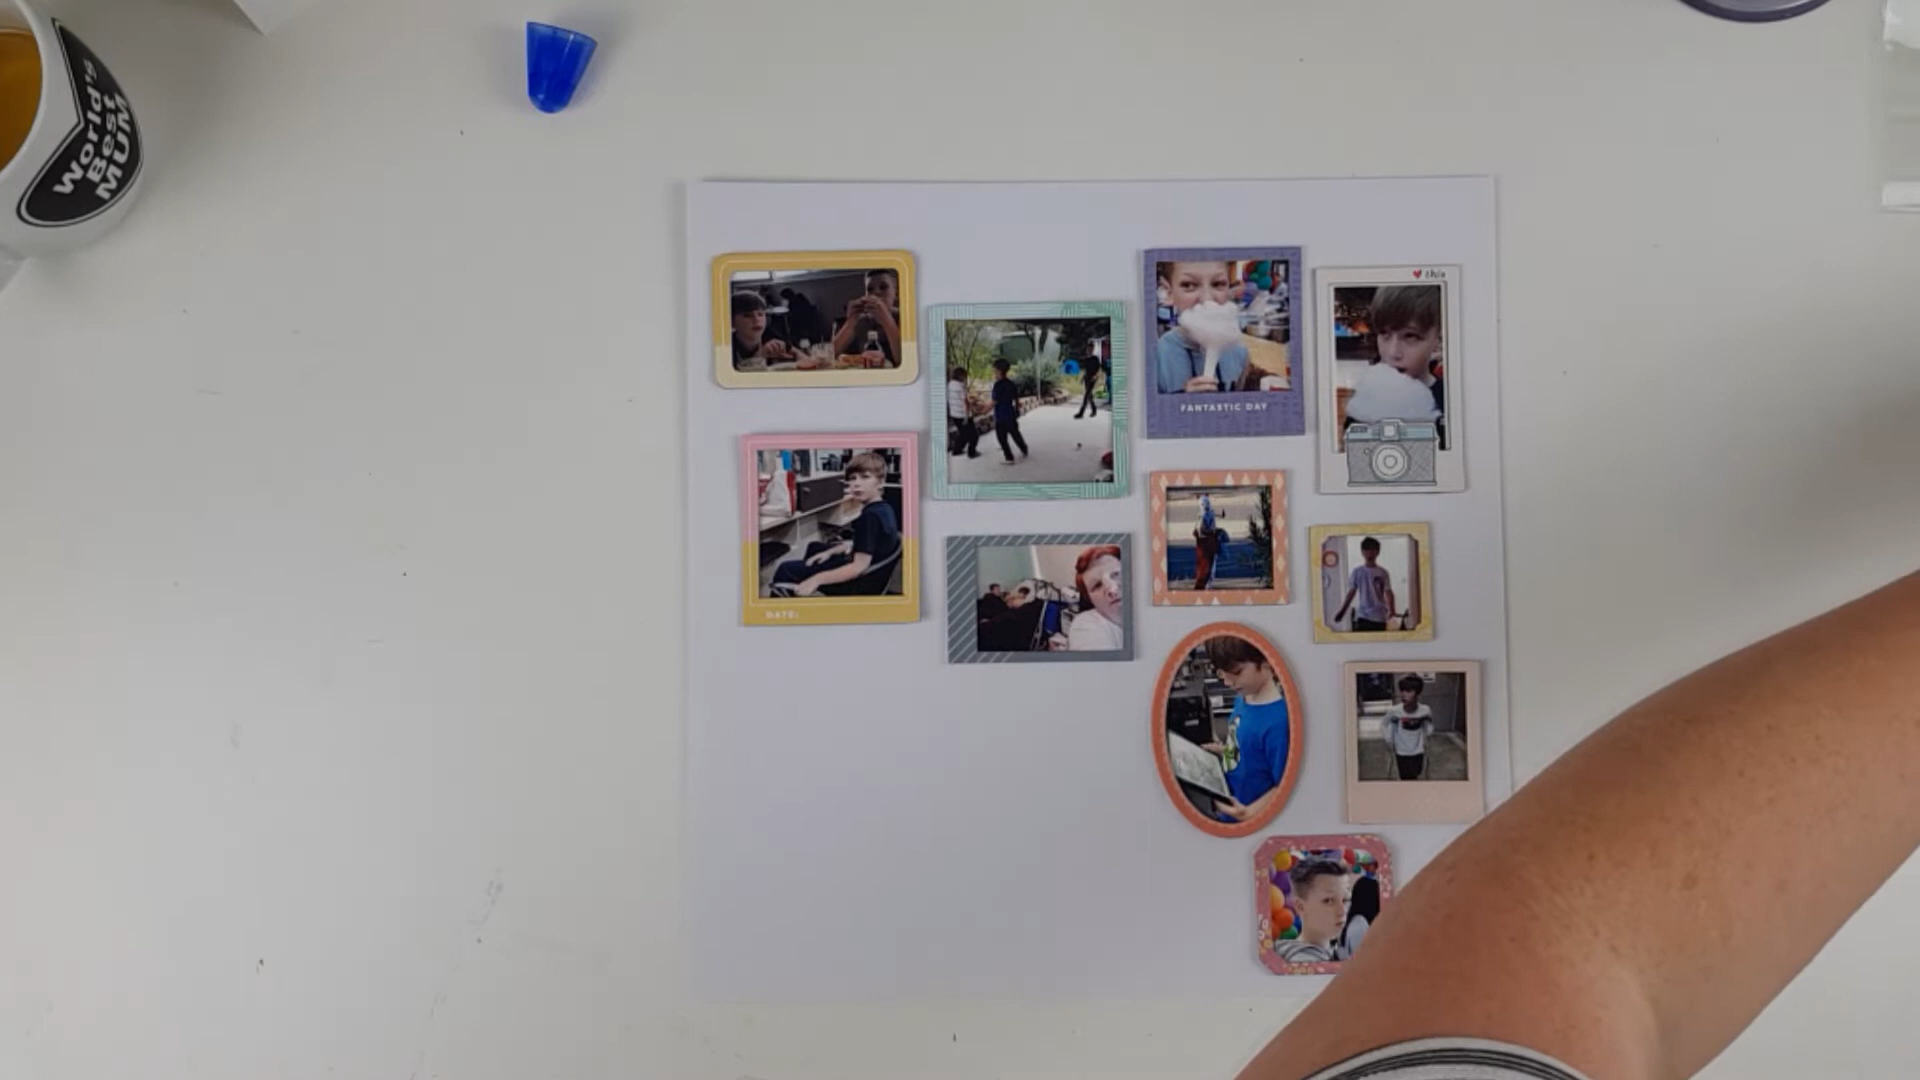 World's
Best
MUM
♥ this
FANTASTIC DAY
DATE: